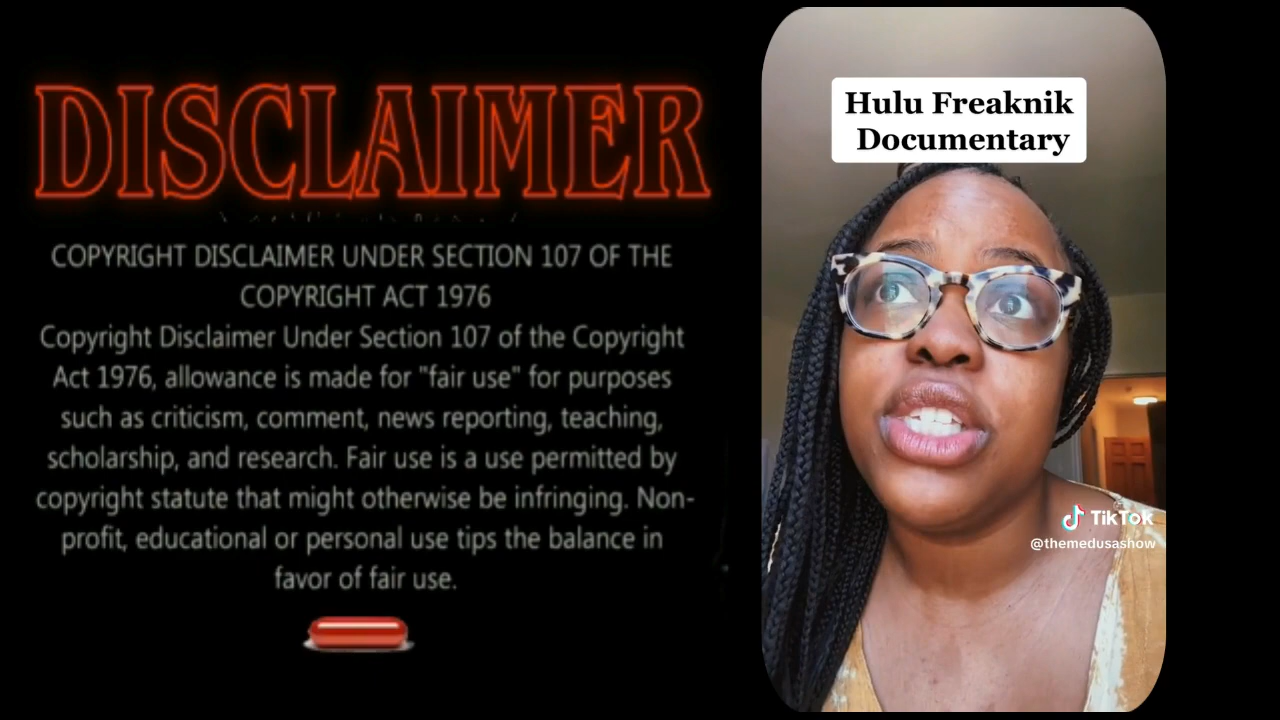 DISCLAIMER
COPYRIGHT DISCLAIMER UNDER SECTION 107 OF THE
COPYRIGHT ACT 1976
Copyright Disclaimer Under Section 107 of the Copyright
Act 1976, allowance is made for "fair use" for purposes
such as criticism, comment, news reporting, teaching,
scholarship, and research. Fair use is a use permitted by
copyright statute that might otherwise be infringing. Non-
profit, educational or personal use tips the balance in
favor of fair use.
Hulu Freaknik
Documentary
TikTok
@themedusashow